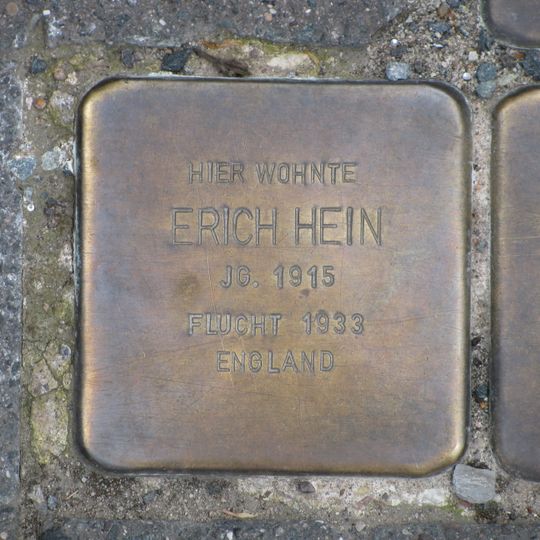 HIER WOHNTE
ERICH HEIN
JG. 1915
FLUCHT 1933
ENGLAND